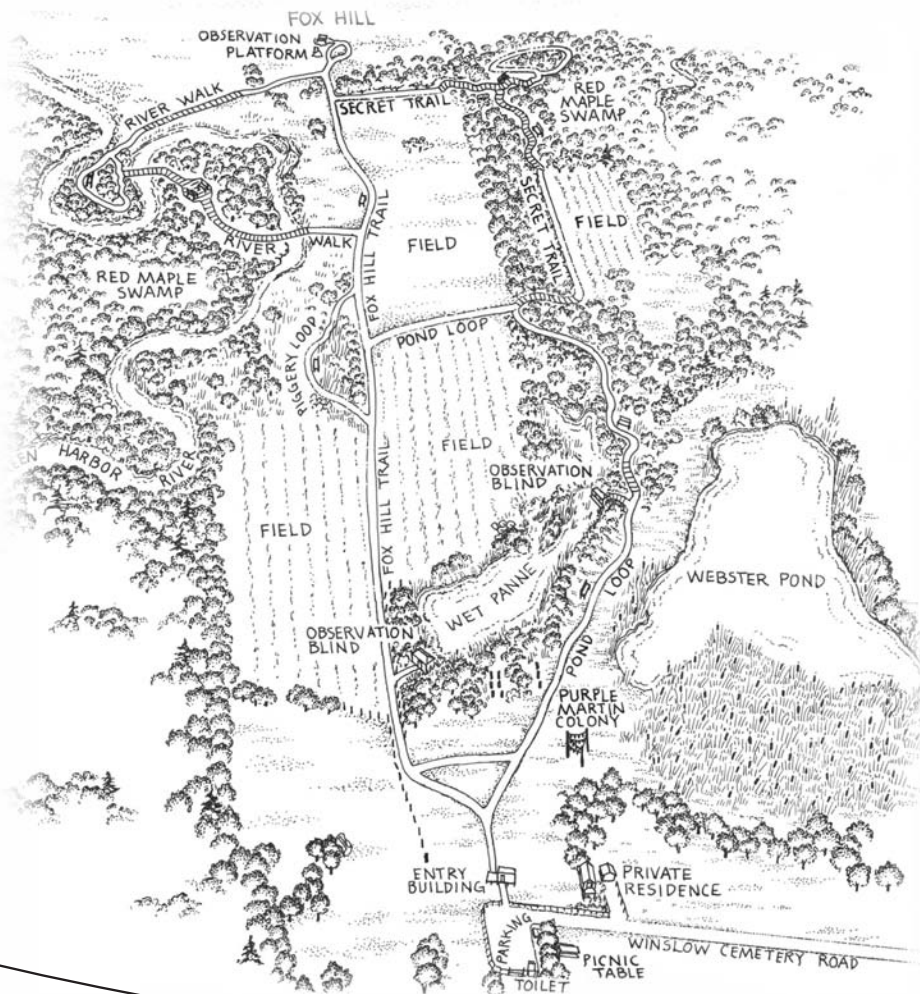 FOX HILL
OBSERVATION
PLATFORM
RIVER WALK
SECRET TRAIL
RED
MAPLE
SWAMP
SECRET TRAIL
FIELD
FOX HILL TRAIL
FIELD
RIVER WALK
RED MAPLE
SWAMP
PIGGERY LOOP
POND LOOP
HARBOR
RIVER
FIELD
FOX HILL TRAIL
FIELD
OBSERVATION
BLIND
WEBSTER POND
WET PANNE
POND LOOP
OBSERVATION
BLIND
PURPLE
MARTIN
COLONY
ENTRY
BUILDING
PRIVATE
RESIDENCE
PARKING
WINSLOW CEMETERY ROAD
PICNIC
TABLE
TOILET